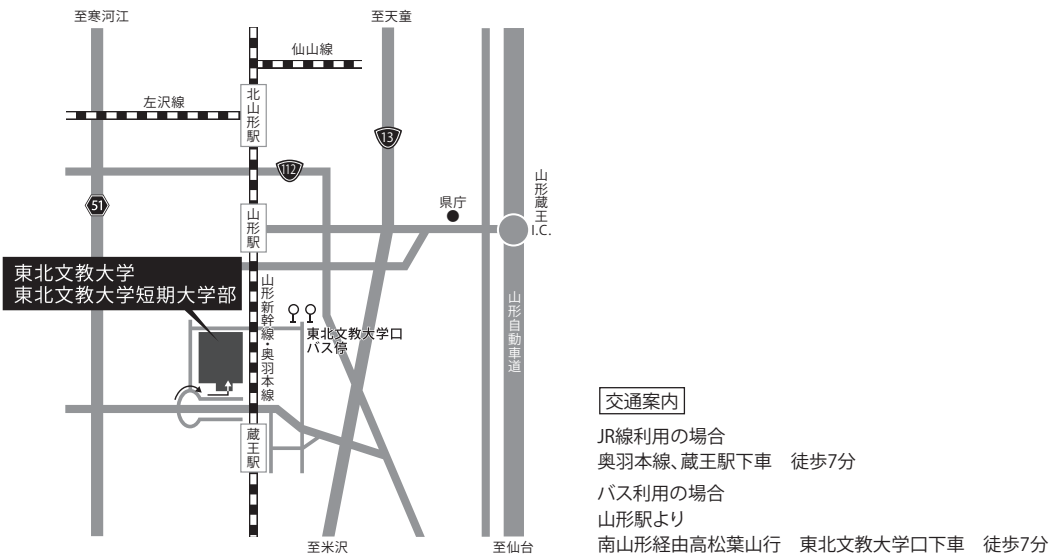 至寒河江
至天童
仙山線
左沢線
北山形駅
13
112
51
県庁
山形蔵王I.C.
山形駅
東北文教大学
東北文教大学短期大学部
山形新幹線・奥羽本線
東北文教大学口
バス停
山形自動車道
蔵王駅
至米沢
至仙台
交通案内
JR線利用の場合
奥羽本線、蔵王駅下車　徒歩7分
バス利用の場合
山形駅より
南山形経由高松葉山行　東北文教大学口下車　徒歩7分